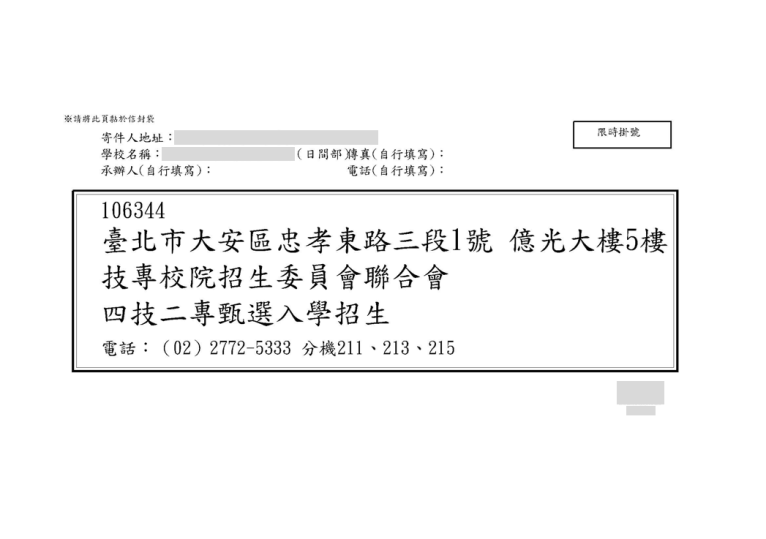 ※請將此頁黏於信封袋
限時掛號
寄件人地址：
學校名稱： (日間部)傳真(自行填寫)：
承辦人(自行填寫)： 電話(自行填寫)：
106344
臺北市大安區忠孝東路三段1號 億光大樓5樓
技專校院招生委員會聯合會
四技二專甄選入學招生
電話：（02）2772-5333 分機211、213、215